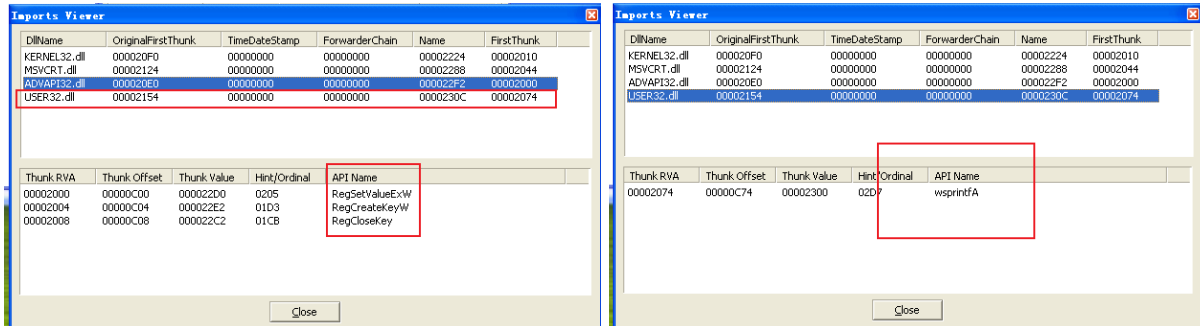 Imports Viewer
DllName OriginalFirstThunk TimeDateStamp ForwarderChain Name FirstThunk
KERNEL32.dll 000020F0 00000000 00000000 00002224 00002010
MSVCRT.dll 00002124 00000000 00000000 00002288 00002044
ADVAPI32.dll 000020E0 00000000 00000000 000022F2 00002000
USER32.dll 00002154 00000000 00000000 0000230C 00002074
Thunk RVA Thunk Offset Thunk Value Hint/Ordinal API Name
00002000 00000C00 000022D0 0205 RegSetValueExW
00002004 00000C04 000022E2 01D3 RegCreateKeyW
00002008 00000C08 000022C2 01CB RegCloseKey
Close
Imports Viewer
DllName OriginalFirstThunk TimeDateStamp ForwarderChain Name FirstThunk
KERNEL32.dll 000020F0 00000000 00000000 00002224 00002010
MSVCRT.dll 00002124 00000000 00000000 00002288 00002044
ADVAPI32.dll 000020E0 00000000 00000000 000022F2 00002000
USER32.dll 00002154 00000000 00000000 0000230C 00002074
Thunk RVA Thunk Offset Thunk Value Hint/Ordinal API Name
00002074 00000C74 00002300 02D7 wsprintfA
Close